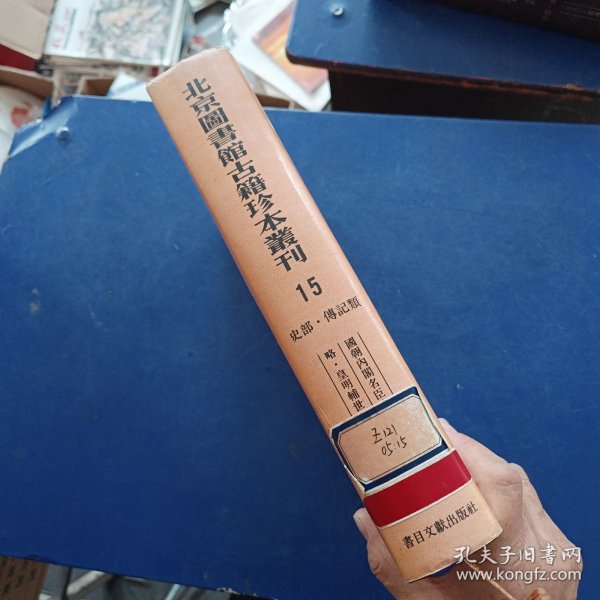 北京圖書館古籍珍本叢刊
15
史部·傳記類
國朝內閣名臣
略·皇明輔世
Z121
05.15
書目文獻出版社
孔夫子旧書网
www.kongfz.com